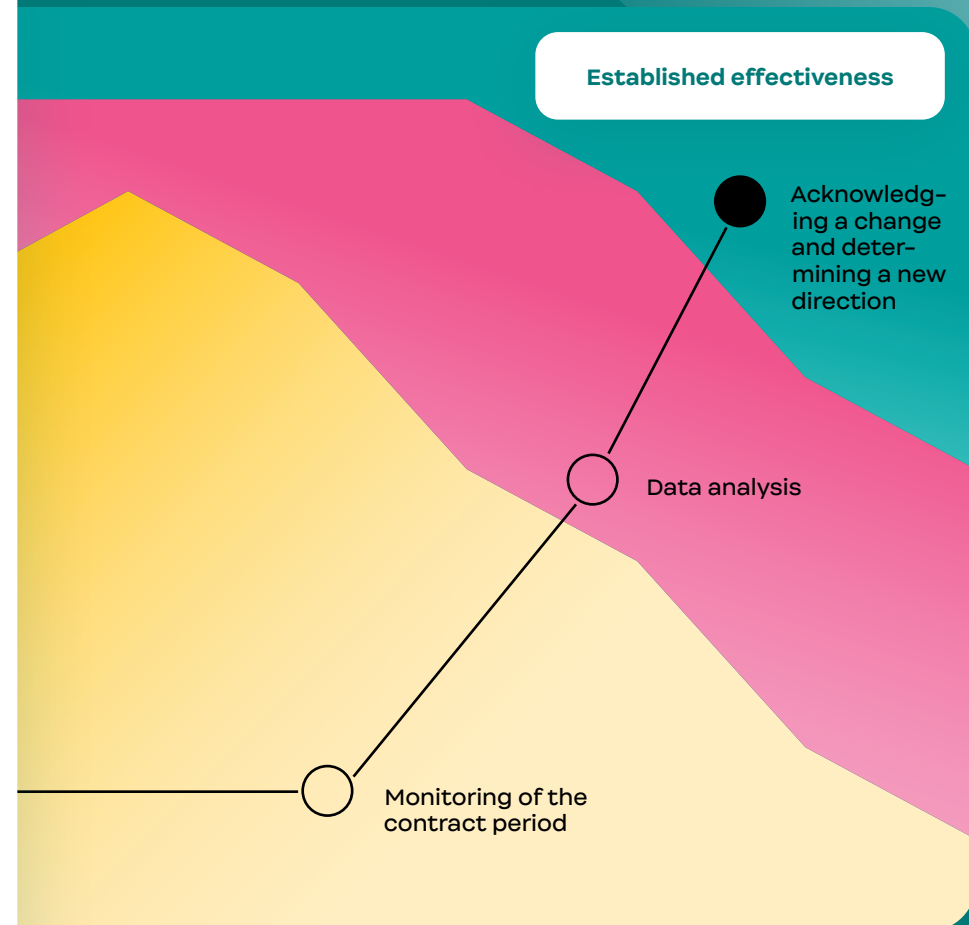 Established effectiveness
Acknowledg-
ing a change
and deter-
mining a new
direction
Data analysis
Monitoring of the
contract period